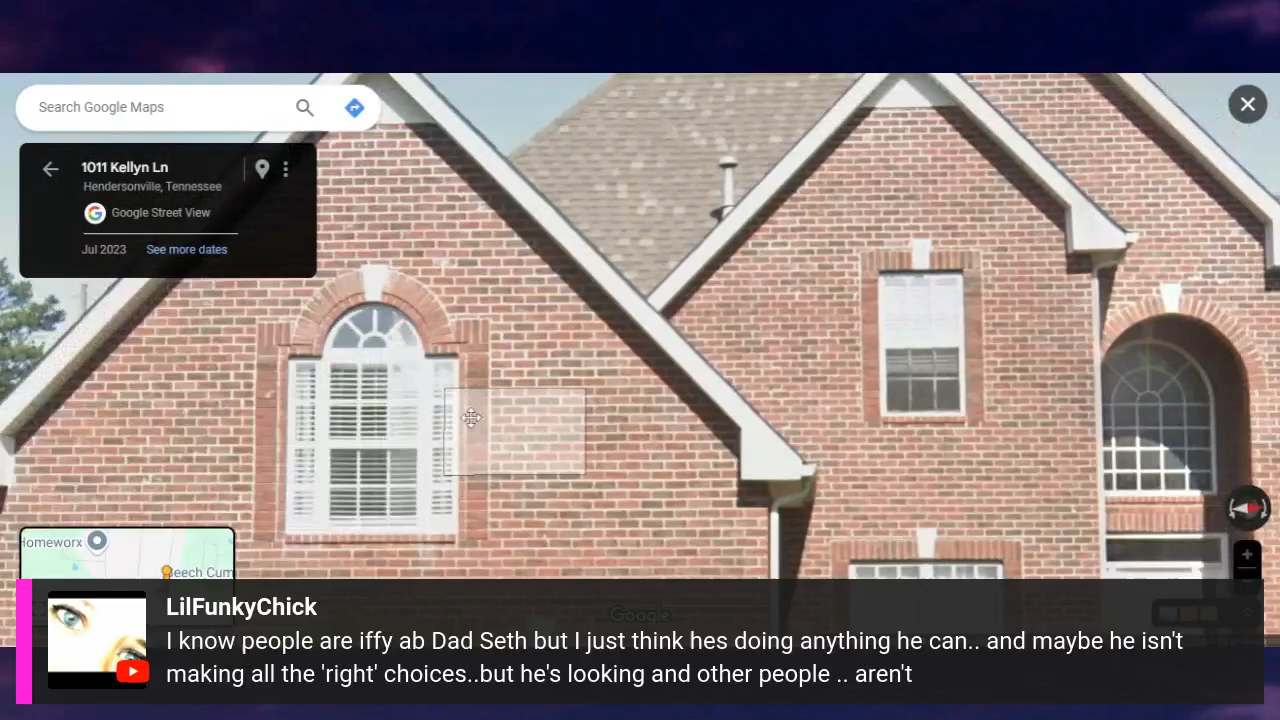 Search Google Maps
1011 Kellyn Ln
Hendersonville, Tennessee
Google Street View
Jul 2023 See more dates
Homeworx
Beech Cum
Google
LilFunkyChick
I know people are iffy ab Dad Seth but I just think hes doing anything he can.. and maybe he isn't
making all the 'right' choices..but he's looking and other people .. aren't